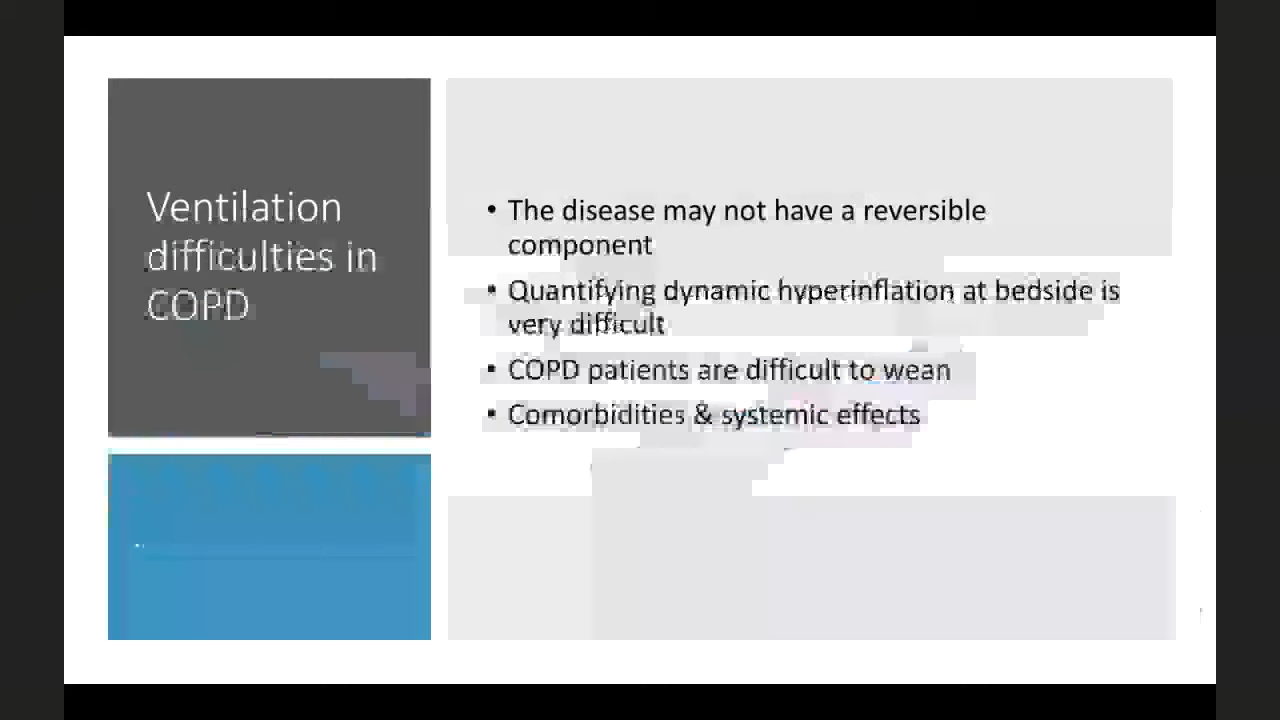 Ventilation
difficulties in
COPD
• The disease may not have a reversible
component
• Quantifying dynamic hyperinflation at bedside is
very difficult
• COPD patients are difficult to wean
• Comorbidities & systemic effects